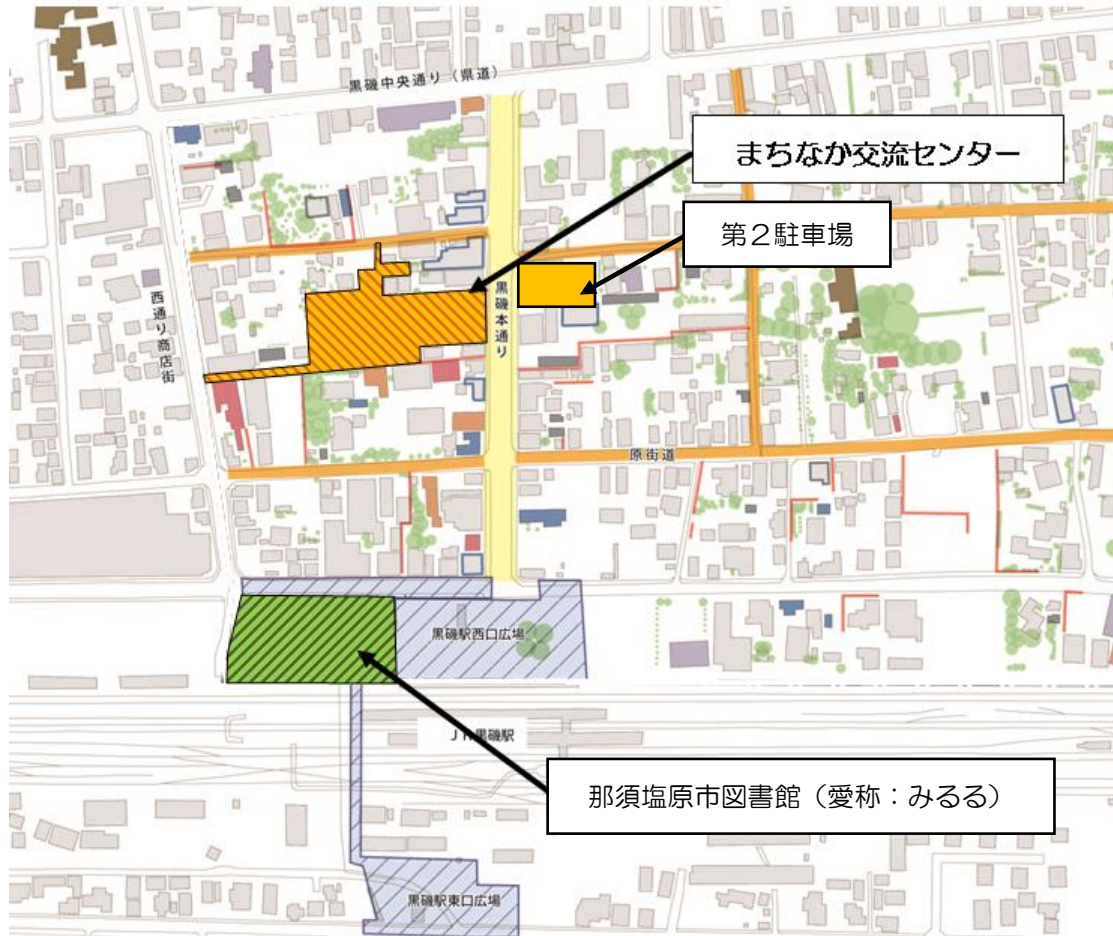 黒磯中央通り（県道）
まちなか交流センター
第２駐車場
黒磯本通り
西通り商店街
原街道
黒磯駅西口広場
ＪＲ黒磯駅
那須塩原市図書館（愛称：みるる）
黒磯駅東口広場